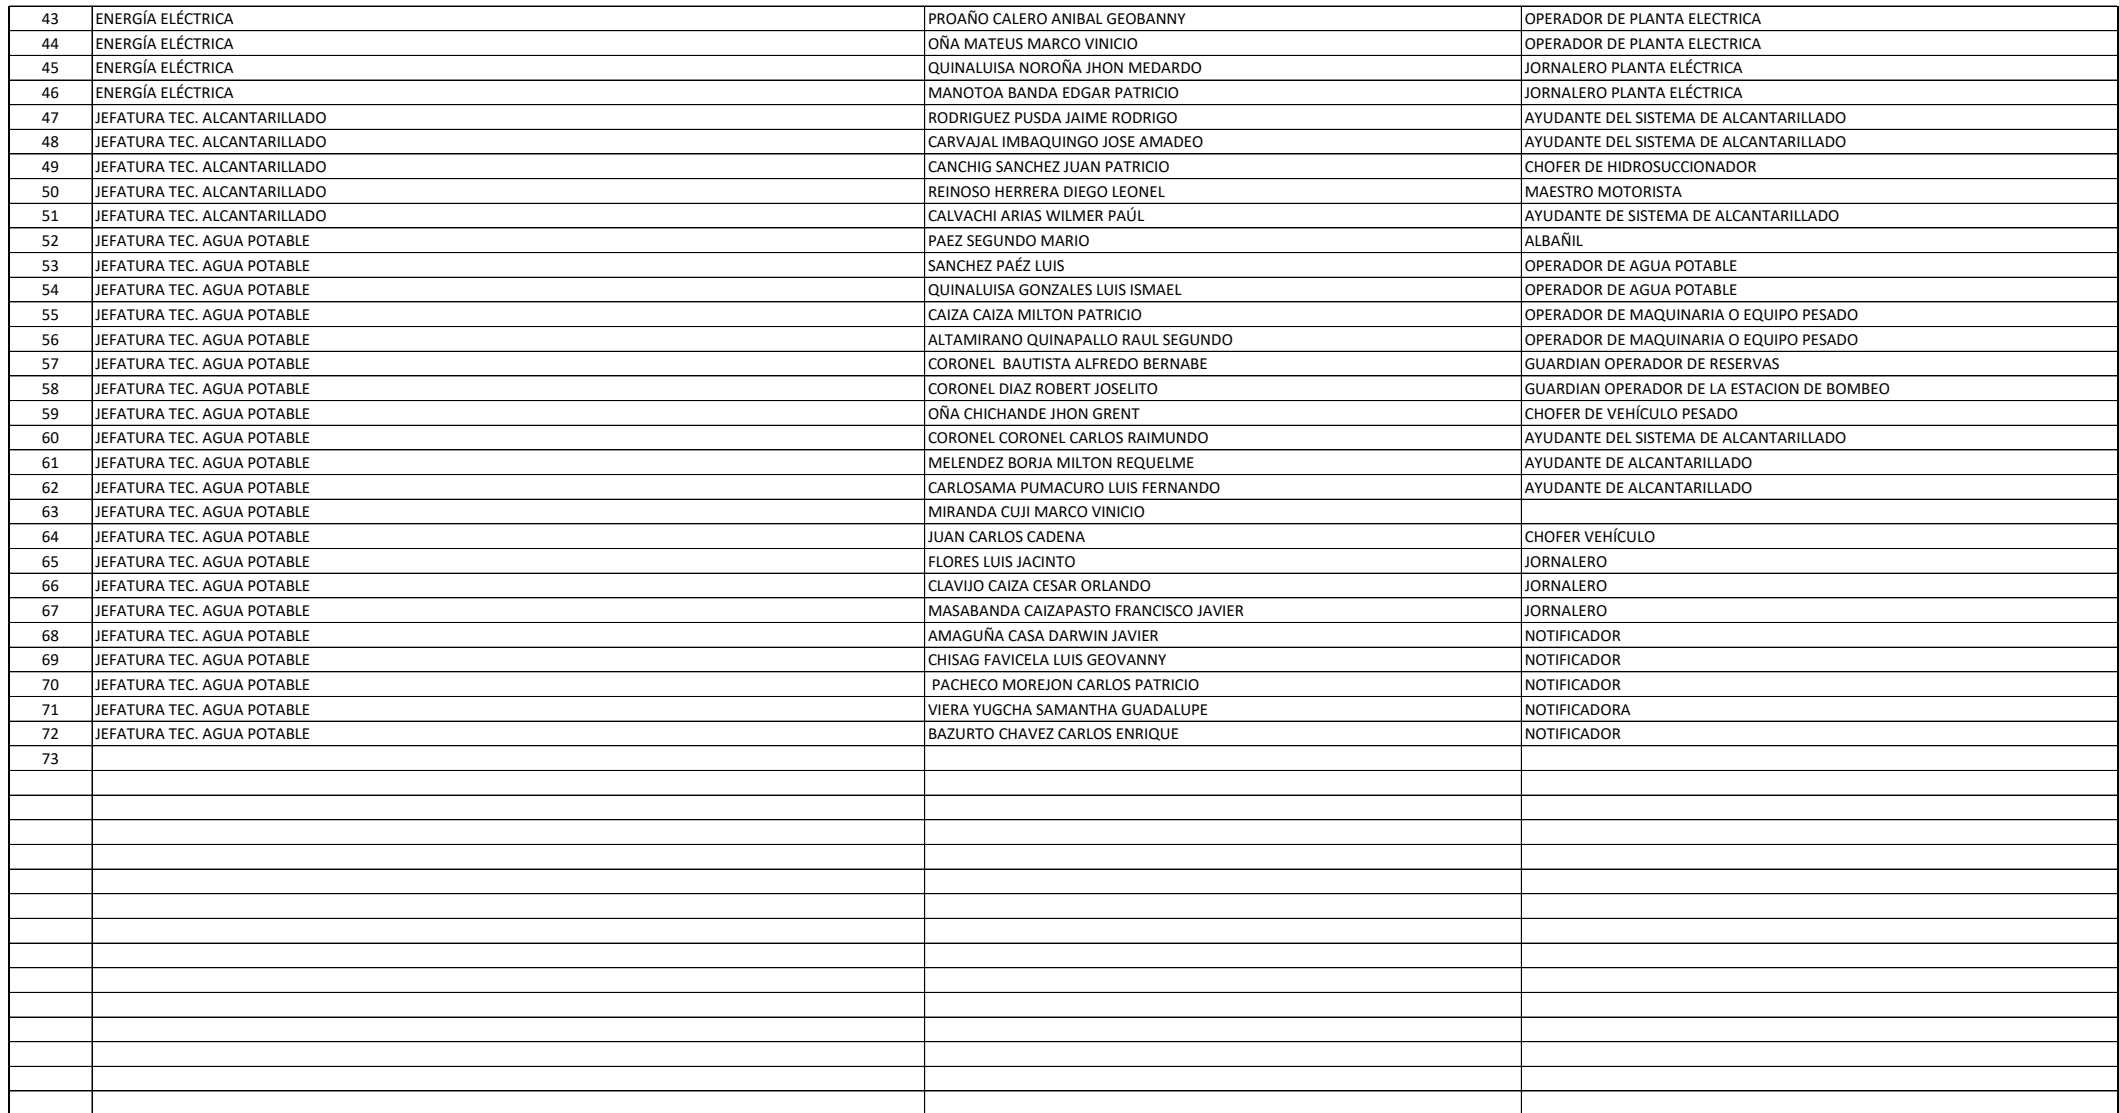 43 ENERGÍA ELÉCTRICA PROAÑO CALERO ANIBAL GEOBANNY OPERADOR DE PLANTA ELECTRICA
44 ENERGÍA ELÉCTRICA OÑA MATEUS MARCO VINICIO OPERADOR DE PLANTA ELECTRICA
45 ENERGÍA ELÉCTRICA QUINALUISA NOROÑA JHON MEDARDO JORNALERO PLANTA ELÉCTRICA
46 ENERGÍA ELÉCTRICA MANOTOA BANDA EDGAR PATRICIO JORNALERO PLANTA ELÉCTRICA
47 JEFATURA TEC. ALCANTARILLADO RODRIGUEZ PUSDA JAIME RODRIGO AYUDANTE DEL SISTEMA DE ALCANTARILLADO
48 JEFATURA TEC. ALCANTARILLADO CARVAJAL IMBAQUINGO JOSE AMADEO AYUDANTE DEL SISTEMA DE ALCANTARILLADO
49 JEFATURA TEC. ALCANTARILLADO CANCHIG SANCHEZ JUAN PATRICIO CHOFER DE HIDROSUCCIONADOR
50 JEFATURA TEC. ALCANTARILLADO REINOSO HERRERA DIEGO LEONEL MAESTRO MOTORISTA
51 JEFATURA TEC. ALCANTARILLADO CALVACHI ARIAS WILMER PAÚL AYUDANTE DE SISTEMA DE ALCANTARILLADO
52 JEFATURA TEC. AGUA POTABLE PAEZ SEGUNDO MARIO ALBAÑIL
53 JEFATURA TEC. AGUA POTABLE SANCHEZ PAÉZ LUIS OPERADOR DE AGUA POTABLE
54 JEFATURA TEC. AGUA POTABLE QUINALUISA GONZALES LUIS ISMAEL OPERADOR DE AGUA POTABLE
55 JEFATURA TEC. AGUA POTABLE CAIZA CAIZA MILTON PATRICIO OPERADOR DE MAQUINARIA O EQUIPO PESADO
56 JEFATURA TEC. AGUA POTABLE ALTAMIRANO QUINAPALLO RAUL SEGUNDO OPERADOR DE MAQUINARIA O EQUIPO PESADO
57 JEFATURA TEC. AGUA POTABLE CORONEL BAUTISTA ALFREDO BERNABE GUARDIAN OPERADOR DE RESERVAS
58 JEFATURA TEC. AGUA POTABLE CORONEL DIAZ ROBERT JOSELITO GUARDIAN OPERADOR DE LA ESTACION DE BOMBEO
59 JEFATURA TEC. AGUA POTABLE OÑA CHICHANDE JHON GRENT CHOFER DE VEHÍCULO PESADO
60 JEFATURA TEC. AGUA POTABLE CORONEL CORONEL CARLOS RAIMUNDO AYUDANTE DEL SISTEMA DE ALCANTARILLADO
61 JEFATURA TEC. AGUA POTABLE MELENDEZ BORJA MILTON REQUELME AYUDANTE DE ALCANTARILLADO
62 JEFATURA TEC. AGUA POTABLE CARLOSAMA PUMACURO LUIS FERNANDO AYUDANTE DE ALCANTARILLADO
63 JEFATURA TEC. AGUA POTABLE MIRANDA CUJI MARCO VINICIO
64 JEFATURA TEC. AGUA POTABLE JUAN CARLOS CADENA CHOFER VEHÍCULO
65 JEFATURA TEC. AGUA POTABLE FLORES LUIS JACINTO JORNALERO
66 JEFATURA TEC. AGUA POTABLE CLAVIJO CAIZA CESAR ORLANDO JORNALERO
67 JEFATURA TEC. AGUA POTABLE MASABANDA CAIZAPASTO FRANCISCO JAVIER JORNALERO
68 JEFATURA TEC. AGUA POTABLE AMAGUÑA CASA DARWIN JAVIER NOTIFICADOR
69 JEFATURA TEC. AGUA POTABLE CHISAG FAVICELA LUIS GEOVANNY NOTIFICADOR
70 JEFATURA TEC. AGUA POTABLE PACHECO MOREJON CARLOS PATRICIO NOTIFICADOR
71 JEFATURA TEC. AGUA POTABLE VIERA YUGCHA SAMANTHA GUADALUPE NOTIFICADORA
72 JEFATURA TEC. AGUA POTABLE BAZURTO CHAVEZ CARLOS ENRIQUE NOTIFICADOR
73